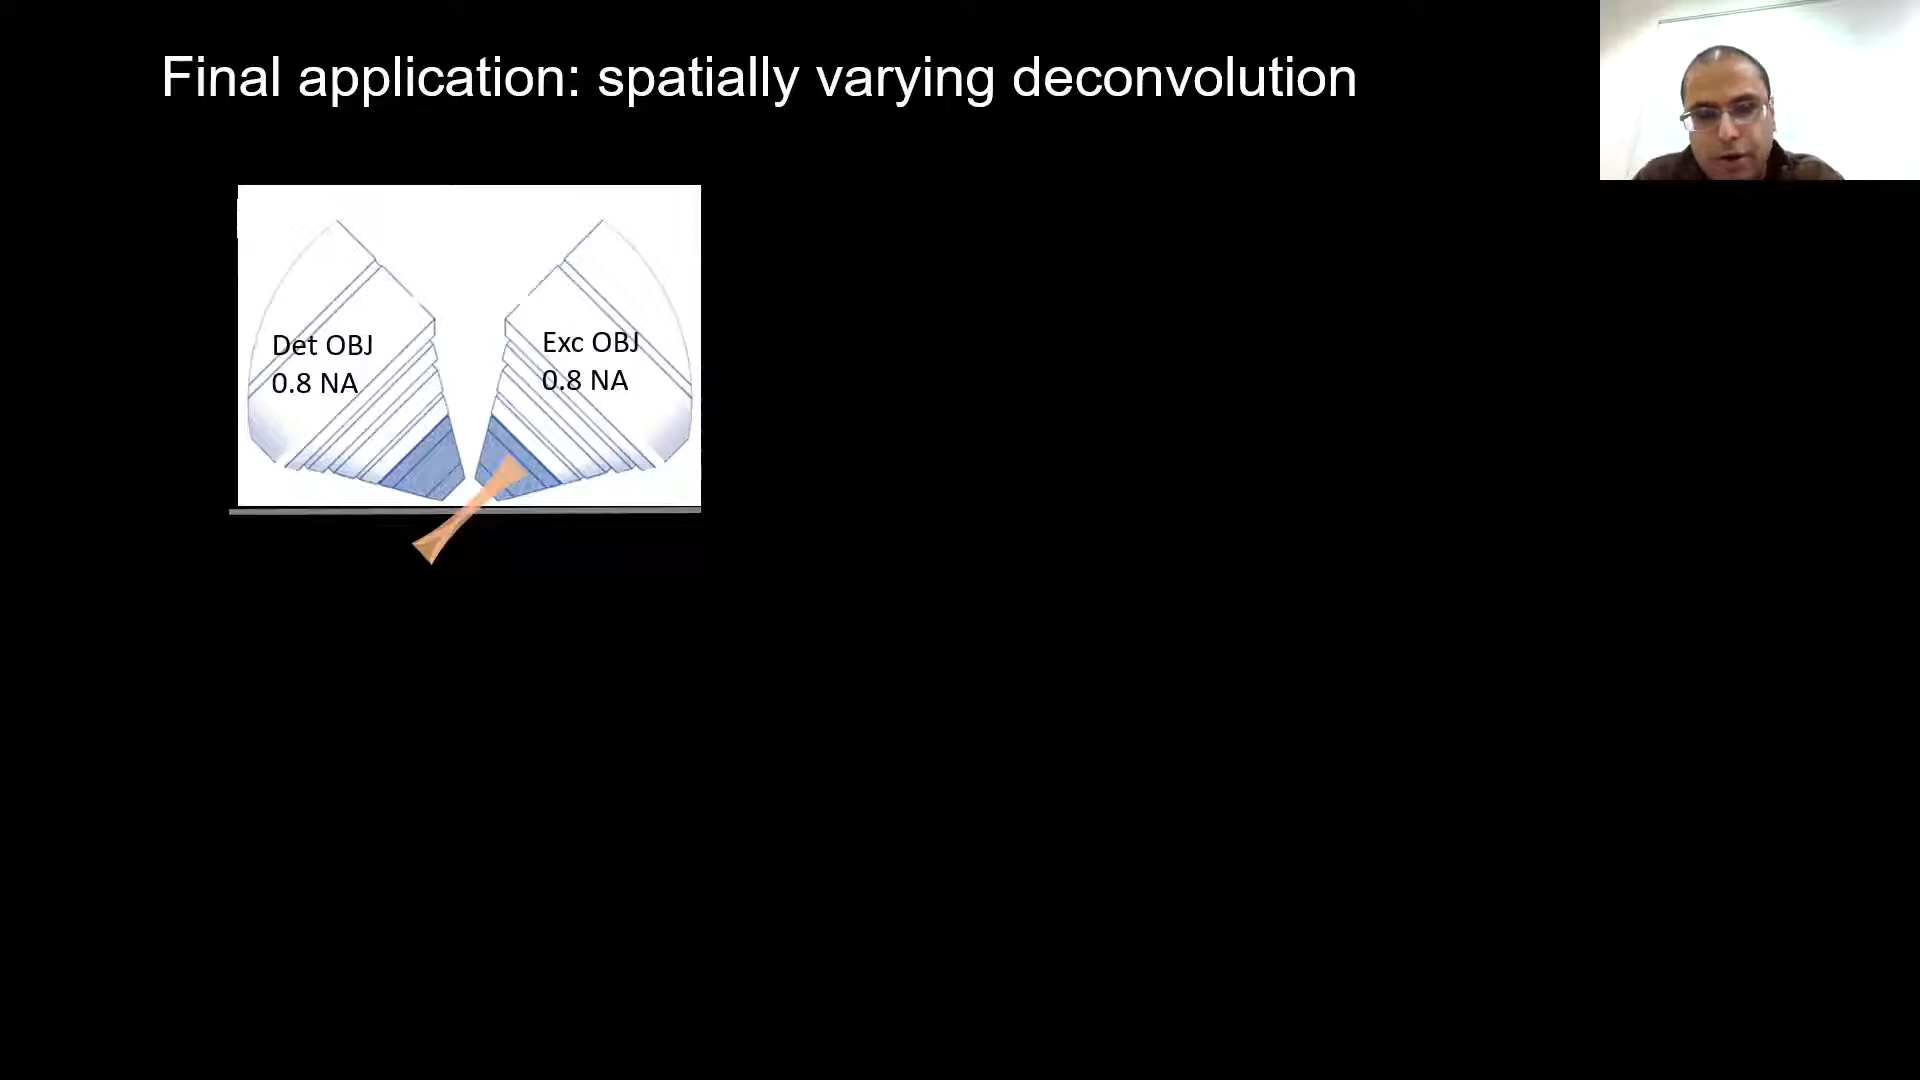 Final application: spatially varying deconvolution
Det OBJ
0.8 NA
Exc OBJ
0.8 NA